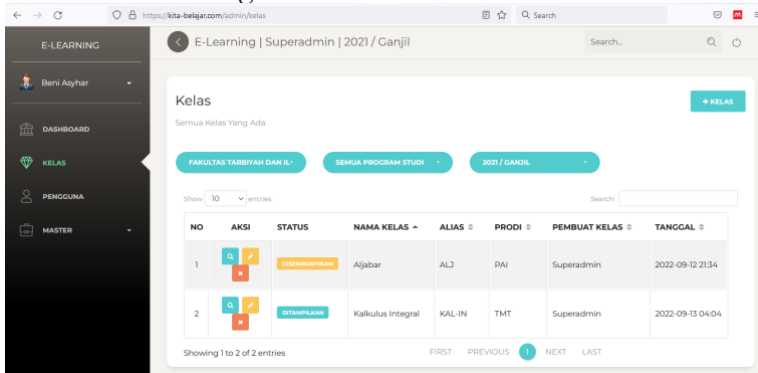 https://kita-belajar.com/admin/kelas
Search
E-LEARNING
E-Learning | Superadmin | 2021 / Ganjil
Search...
Beni Asyhar
DASHBOARD
KELAS
PENGGUNA
MASTER
Kelas
+ KELAS
Semua Kelas Yang Ada
FAKULTAS TARBIYAH DAN IL
SEMUA PROGRAM STUDI
2021 / GANJIL
Show 10 entries
Search:
NO AKSI STATUS NAMA KELAS ALIAS PRODI PEMBUAT KELAS TANGGAL
1 DISEMBUNYIKAN Aljabar ALJ PAI Superadmin 2022-09-12 21:34
2 DITAMPILKAN Kalkulus Integral KAL-IN TMT Superadmin 2022-09-13 04:04
Showing 1 to 2 of 2 entries
FIRST PREVIOUS 1 NEXT LAST